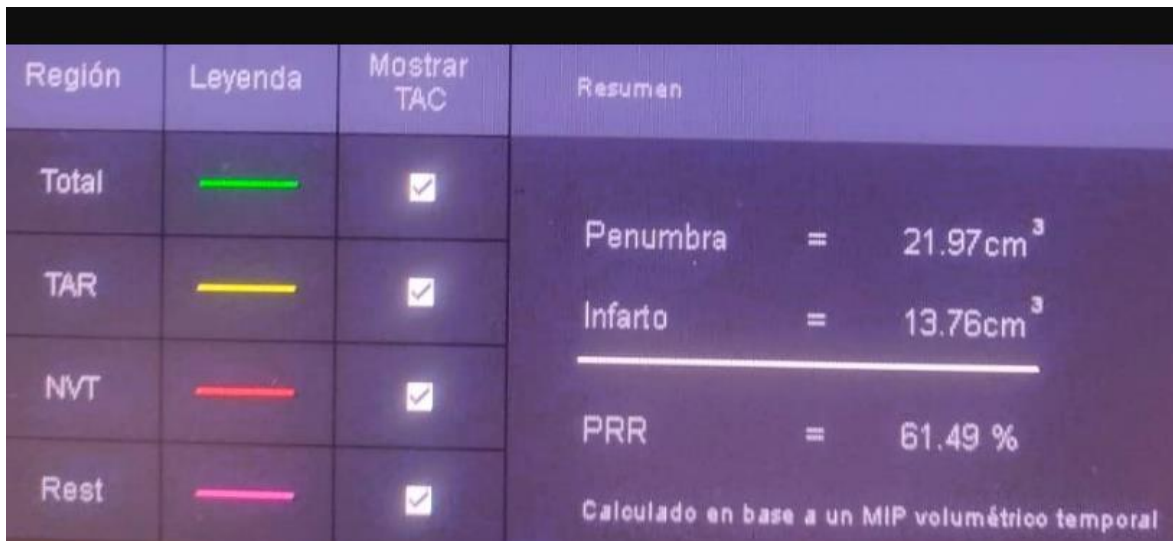 Región Leyenda Mostrar TAC Resumen
Total
TAR
NVT
Rest
Penumbra = 21.97cm³
Infarto = 13.76cm³
PRR = 61.49 %
Calculado en base a un MIP volumétrico temporal